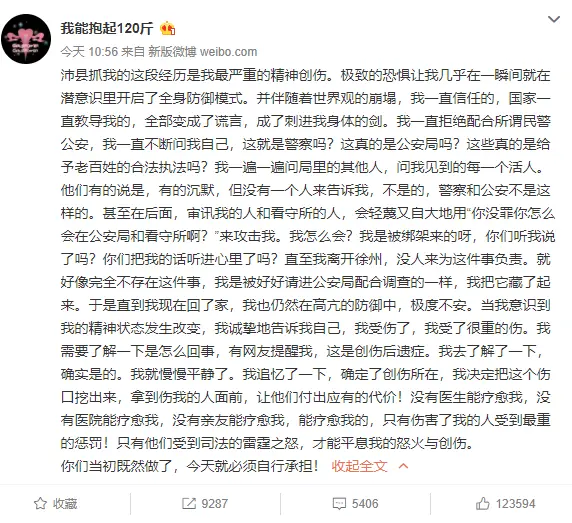 我能抱起120斤
今天 10:56 来自 新版微博 weibo.com
沛县抓我的这段经历是我最严重的精神创伤。极致的恐惧让我几乎在一瞬间就在
潜意识里开启了全身防御模式。并伴随着世界观的崩塌，我一直信任的，国家一
直教导我的，全部变成了谎言，成了刺进我身体的剑。我一直拒绝配合所谓民警
公安，我一直不断问我自己，这就是警察吗？这真的是公安局吗？这些真的是给
予老百姓的合法执法吗？我一遍一遍问局里的其他人，问我见到的每一个活人。
他们有的说是，有的沉默，但没有一个人来告诉我，不是的，警察和公安不是这
样的。甚至在后面，审讯我的人和看守所的人，会轻蔑又自大地用“你没罪你怎么
会在公安局和看守所啊？”来攻击我。我怎么会？我是被绑架来的呀，你们听我说
了吗？你们把我的话听进心里了吗？直至我离开徐州，没人来为这件事负责。就
好像完全不存在这件事，我是被好好请进公安局配合调查的一样，我把它藏了起
来。于是直到我现在回了家，我也仍然在高亢的防御中，极度不安。当我意识到
我的精神状态发生改变，我诚挚地告诉我自己，我受伤了，我受了很重的伤。我
需要了解一下是怎么回事，有网友提醒我，这是创伤后遗症。我去了解了一下，
确实是的。我就慢慢平静了。我追忆了一下，确定了创伤所在，我决定把这个伤
口挖出来，拿到伤我的人面前，让他们付出应有的代价！没有医生能疗愈我，没
有医院能疗愈我，没有亲友能疗愈我，能疗愈我的，只有伤害了我的人受到最重
的惩罚！只有他们受到司法的雷霆之怒，才能平息我的怒火与创伤。
你们当初既然做了，今天就必须自行承担！ 收起全文
收藏 9287 5406 123594